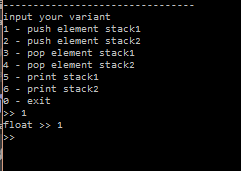 --------------------------------
input your variant
1 - push element stack1
2 - push element stack2
3 - pop element stack1
4 - pop element stack2
5 - print stack1
6 - print stack2
0 - exit
>> 1
float >> 1
>>